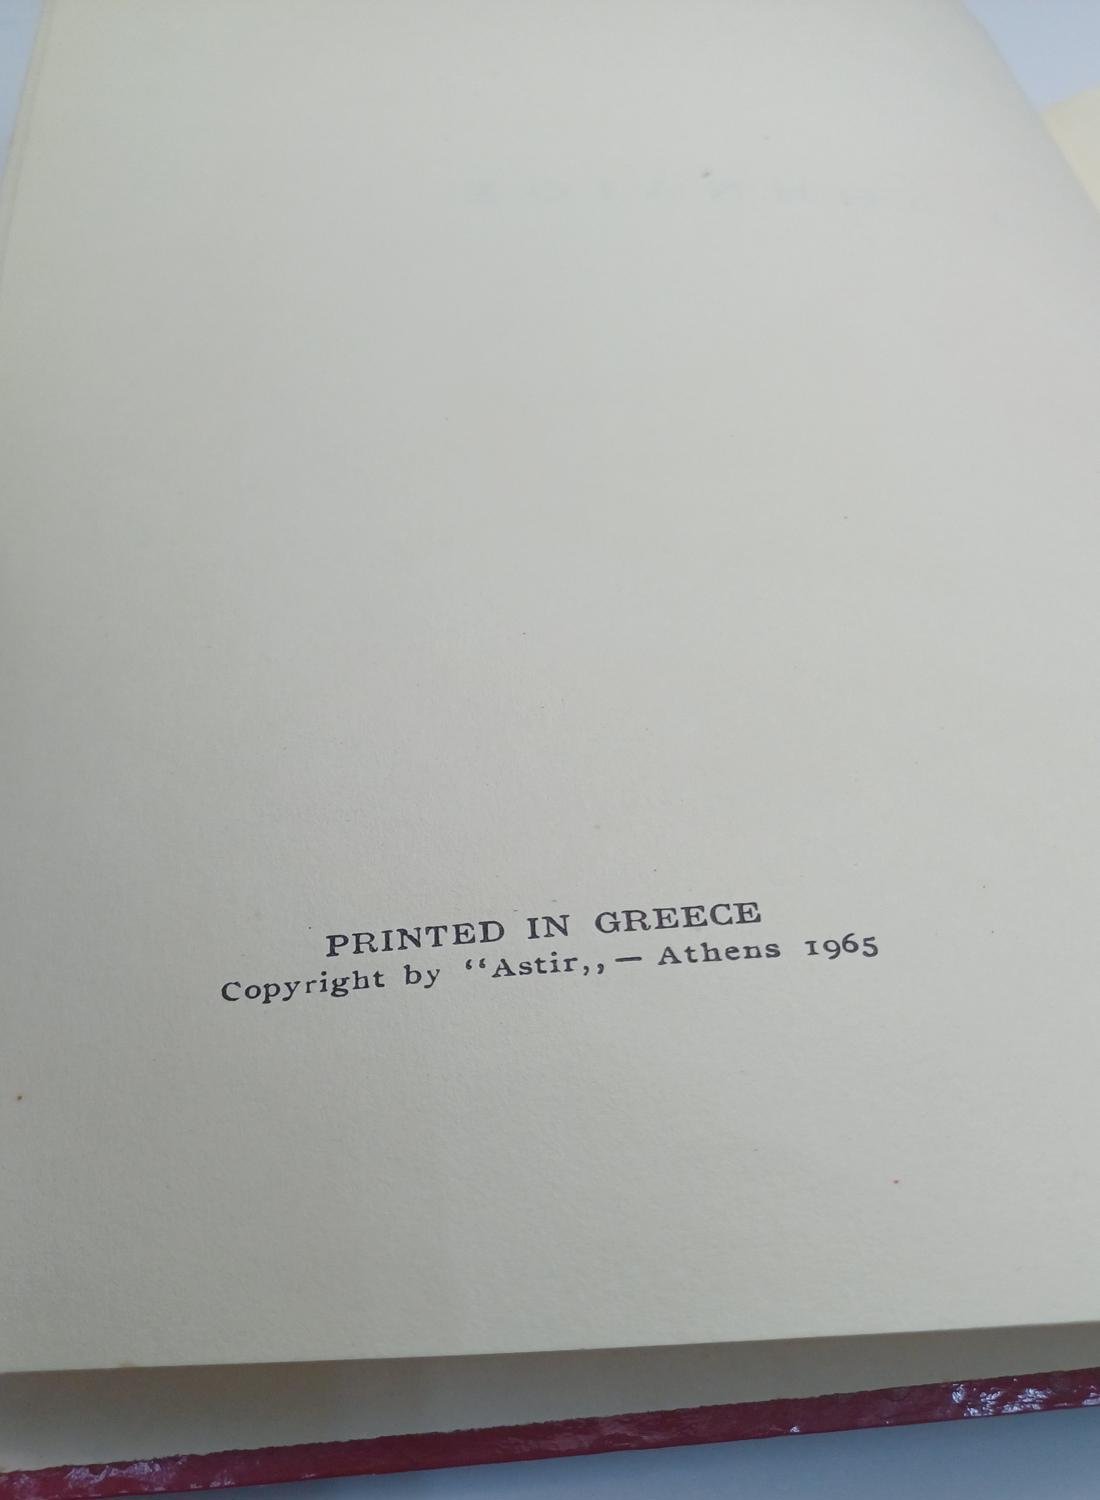 PRINTED IN GREECE
Copyright by “Astir,,— Athens 1965